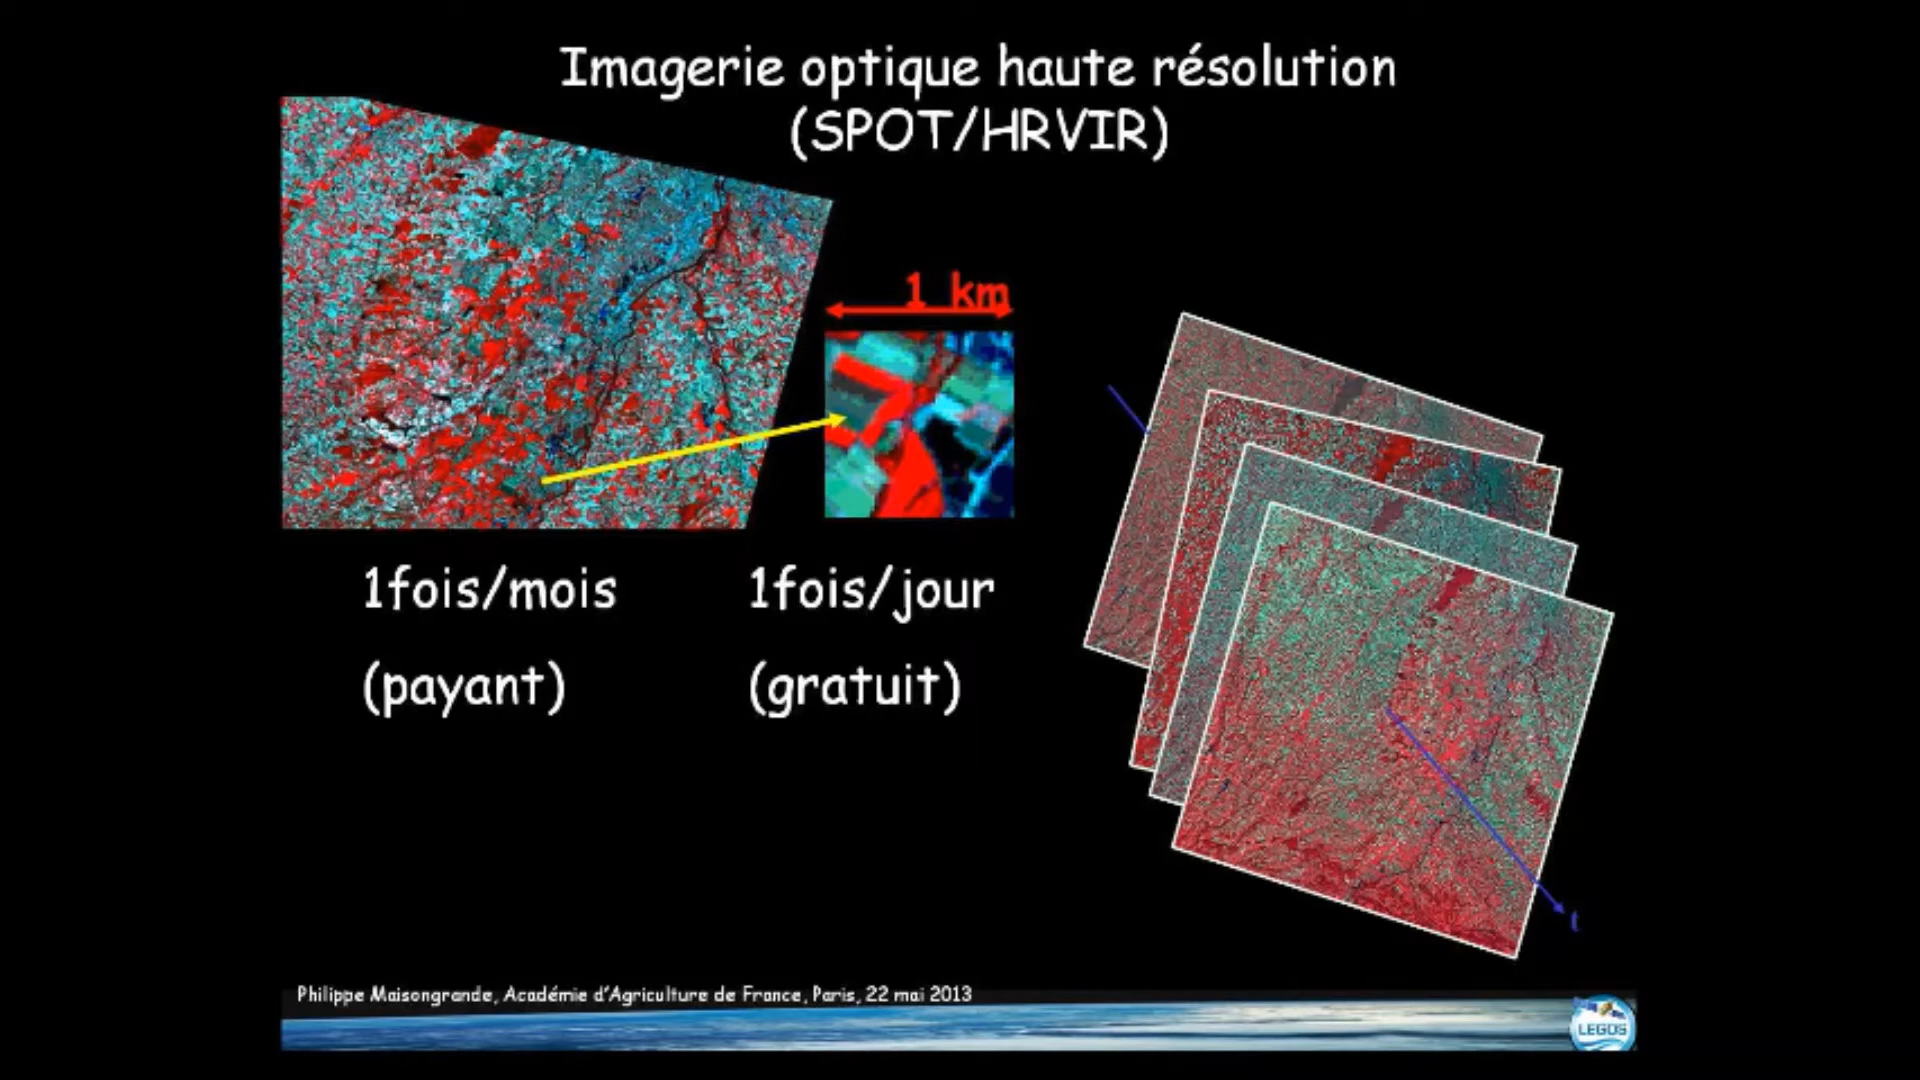 Imagerie optique haute résolution
(SPOT/HRVIR)
1 km
1fois/mois
1fois/jour
(payant)
(gratuit)
t
Philippe Maisongrande, Académie d'Agriculture de France, Paris, 22 mai 2013
LEGOS